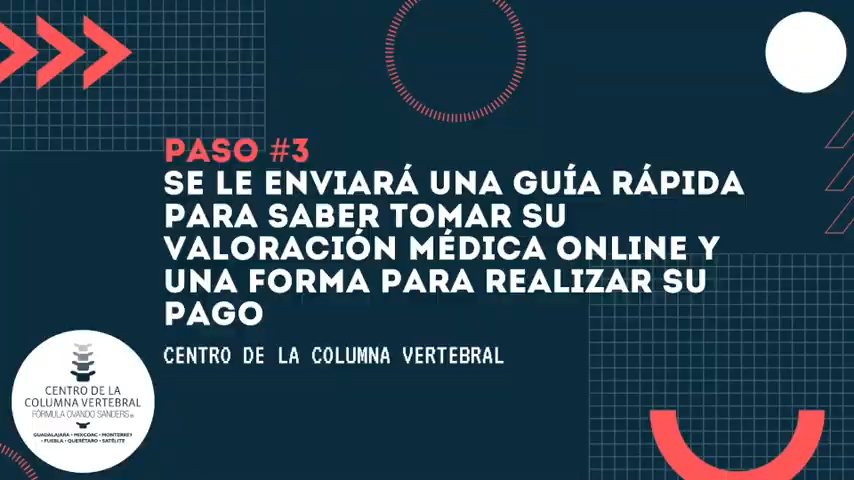 PASO #3
SE LE ENVIARÁ UNA GUÍA RÁPIDA
PARA SABER TOMAR SU
VALORACIÓN MÉDICA ONLINE Y
UNA FORMA PARA REALIZAR SU
PAGO
CENTRO DE LA COLUMNA VERTEBRAL
CENTRO DE LA
COLUMNA VERTEBRAL
FÓRMULA OVANDO SANDERS
GUADALAJARA • MIXCOAC • MONTERREY
• PUEBLA • QUERÉTARO • SATÉLITE